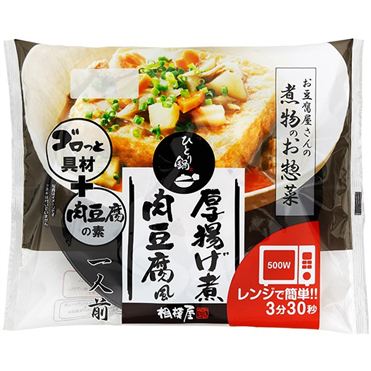 お豆腐屋さんの
煮物のお惣菜
ひとり鍋
ゴロっと
具材
+
肉豆腐
の素
一人前
厚揚げ煮
肉豆腐風
相模屋
500W
レンジで簡単!!
3分30秒